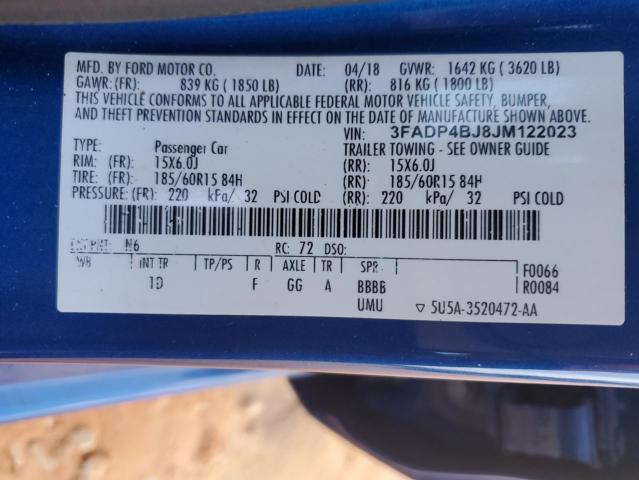 MFD. BY FORD MOTOR CO. DATE: 04/18 GVWR: 1642 KG ( 3620 LB)
GAWR: (FR): 839 KG ( 1850 LB) (RR): 816 KG ( 1800 LB)
THIS VEHICLE CONFORMS TO ALL APPLICABLE FEDERAL MOTOR VEHICLE SAFETY, BUMPER,
AND THEFT PREVENTION STANDARDS IN EFFECT ON THE DATE OF MANUFACTURE SHOWN ABOVE.
VIN: 3FADP4BJ8JM122023
TYPE: Passenger Car TRAILER TOWING - SEE OWNER GUIDE
RIM: (FR): 15X6.0J (RR): 15X6.0J
TIRE: (FR): 185/60R15 84H (RR): 185/60R15 84H
PRESSURE: (FR): 220 kPa/ 32 PSI COLD (RR): 220 kPa/ 32 PSI COLD
EXT PNT: N6 RC: 72 DSO:
WB INT TR TP/PS R AXLE TR SPR F0066
1D F GG A BBBB R0084
UMU ▽ 5U5A-3520472-AA